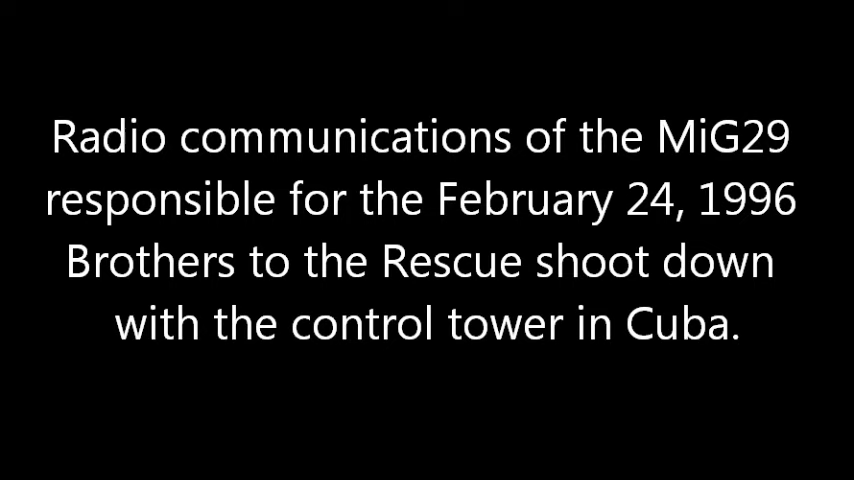 Radio communications of the MiG29
responsible for the February 24, 1996
Brothers to the Rescue shoot down
with the control tower in Cuba.